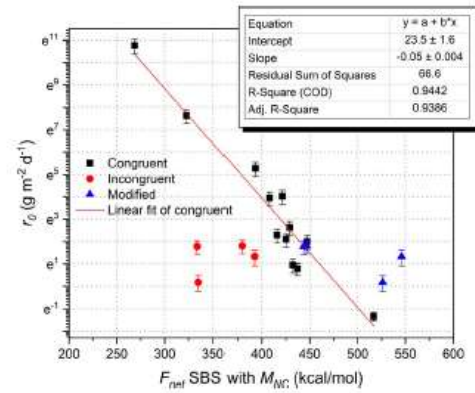 Equation y = a + b*x
Intercept 23.5 ± 1.6
Slope -0.05 ± 0.004
Residual Sum of Squares 66.6
R-Square (COD) 0.9442
Adj. R-Square 0.9386
e¹¹
e⁹
e⁷
e⁵
e³
e¹
e⁻¹
r₀ (g m⁻² d⁻¹)
Congruent
Incongruent
Modified
Linear fit of congruent
200 250 300 350 400 450 500 550 600
F_net SBS with M_NC (kcal/mol)